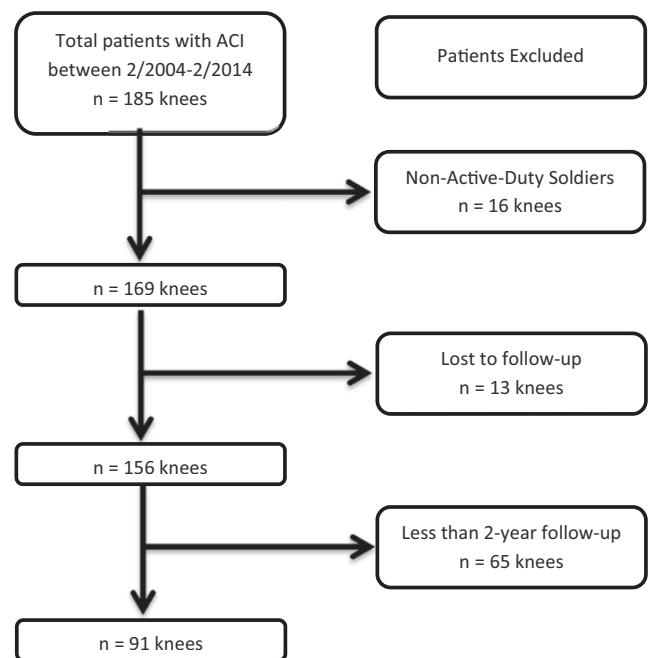 Total patients with ACI
between 2/2004-2/2014
n = 185 knees
Patients Excluded
Non-Active-Duty Soldiers
n = 16 knees
n = 169 knees
Lost to follow-up
n = 13 knees
n = 156 knees
Less than 2-year follow-up
n = 65 knees
n = 91 knees